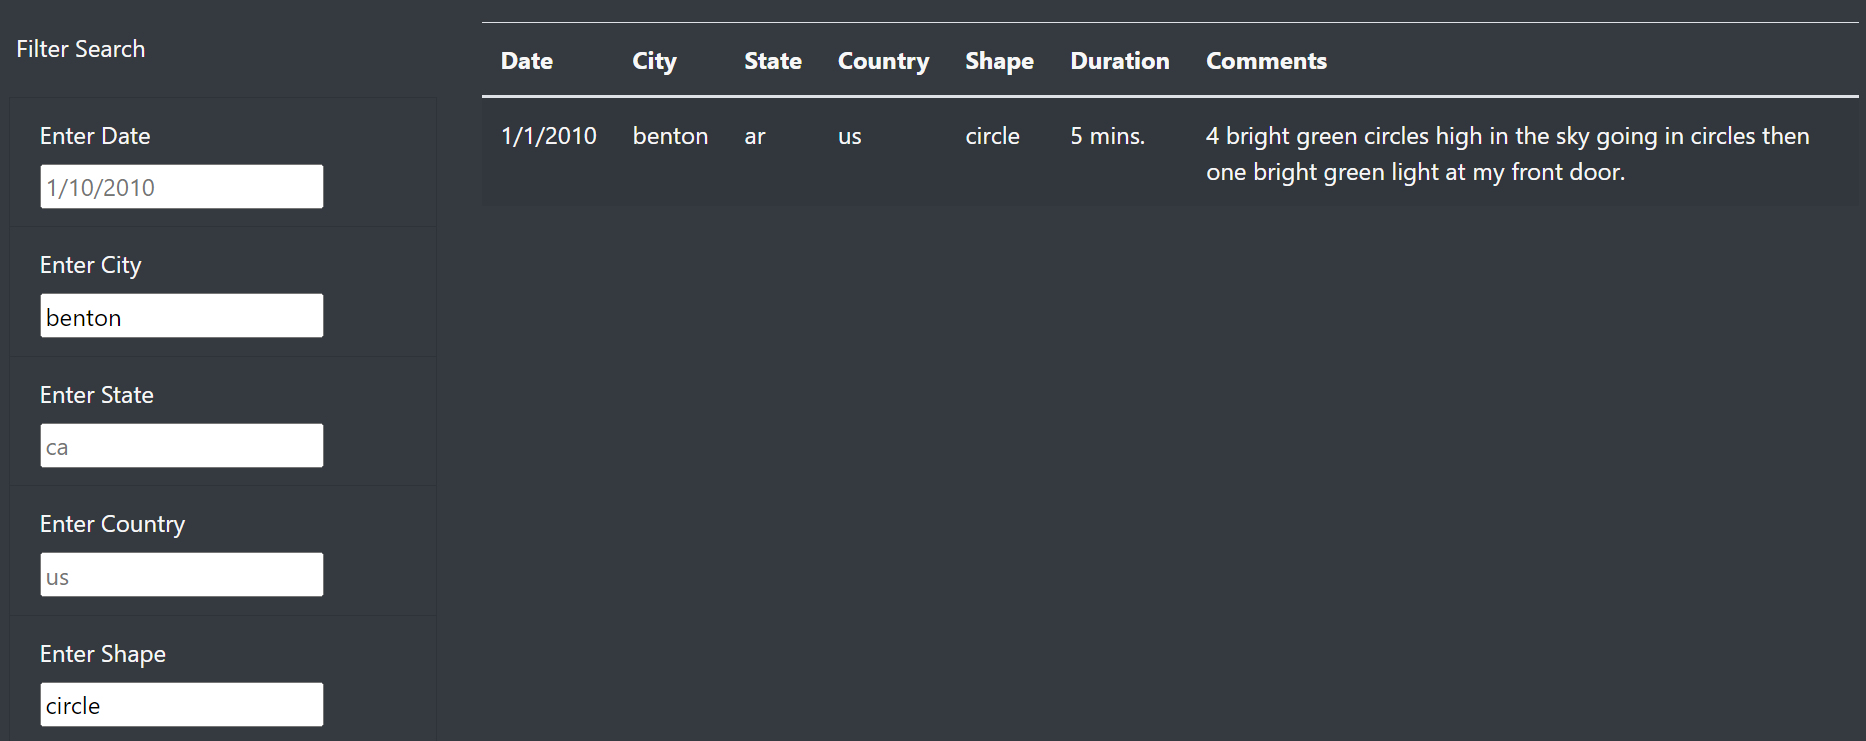 Filter Search
Enter Date
1/10/2010
Enter City
benton
Enter State
ca
Enter Country
us
Enter Shape
circle
Date City State Country Shape Duration Comments
1/1/2010 benton ar us circle 5 mins. 4 bright green circles high in the sky going in circles then
one bright green light at my front door.